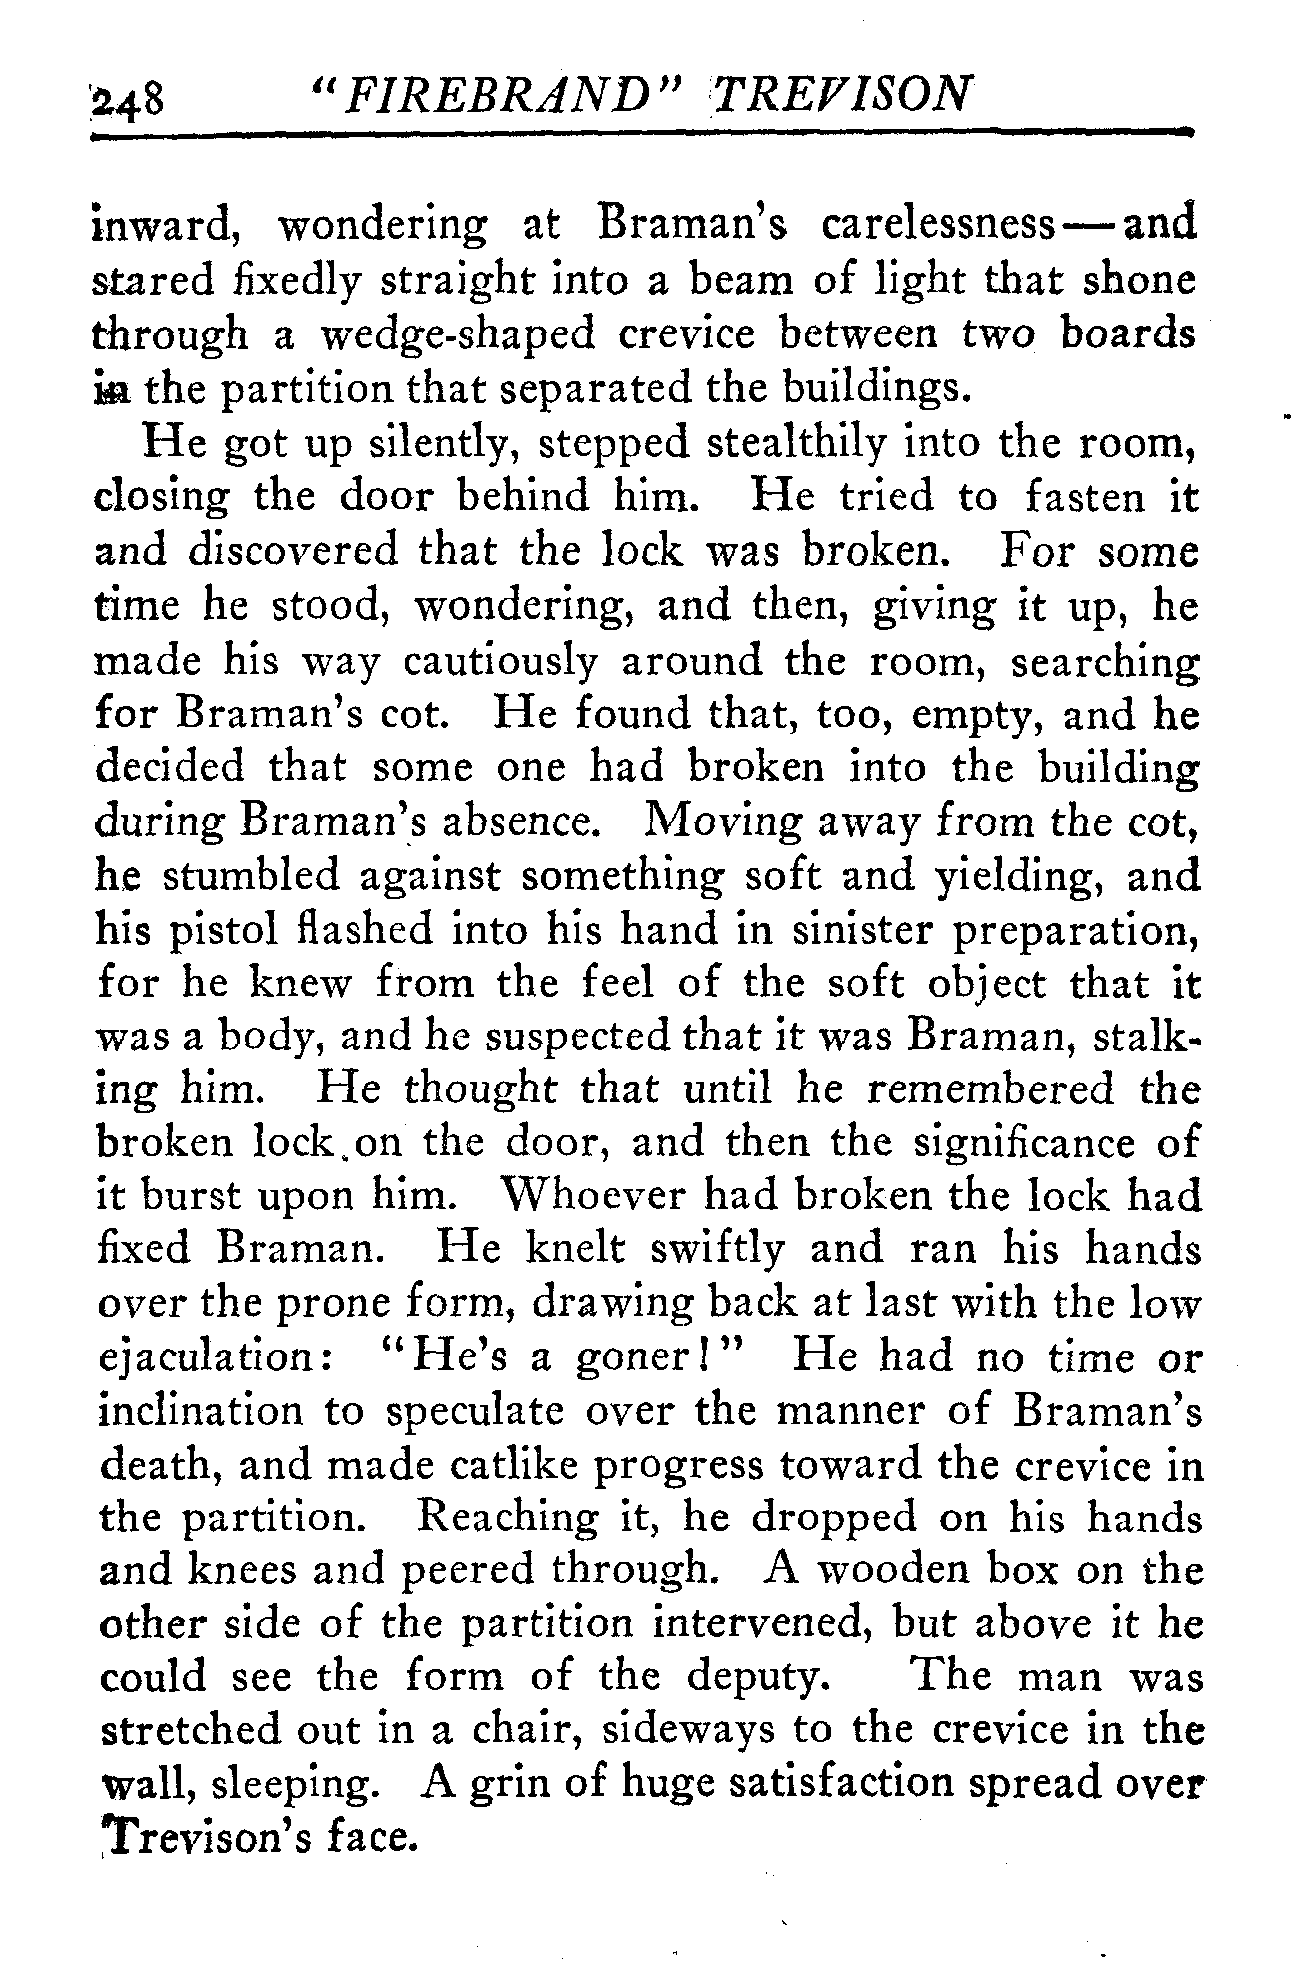 248 "FIREBRAND" TREVISON
inward, wondering at Braman's carelessness—and
stared fixedly straight into a beam of light that shone
through a wedge-shaped crevice between two boards
in the partition that separated the buildings.
He got up silently, stepped stealthily into the room,
closing the door behind him. He tried to fasten it
and discovered that the lock was broken. For some
time he stood, wondering, and then, giving it up, he
made his way cautiously around the room, searching
for Braman's cot. He found that, too, empty, and he
decided that some one had broken into the building
during Braman's absence. Moving away from the cot,
he stumbled against something soft and yielding, and
his pistol flashed into his hand in sinister preparation,
for he knew from the feel of the soft object that it
was a body, and he suspected that it was Braman, stalk-
ing him. He thought that until he remembered the
broken lock on the door, and then the significance of
it burst upon him. Whoever had broken the lock had
fixed Braman. He knelt swiftly and ran his hands
over the prone form, drawing back at last with the low
ejaculation: "He's a goner!" He had no time or
inclination to speculate over the manner of Braman's
death, and made catlike progress toward the crevice in
the partition. Reaching it, he dropped on his hands
and knees and peered through. A wooden box on the
other side of the partition intervened, but above it he
could see the form of the deputy. The man was
stretched out in a chair, sideways to the crevice in the
wall, sleeping. A grin of huge satisfaction spread over
Trevison's face.